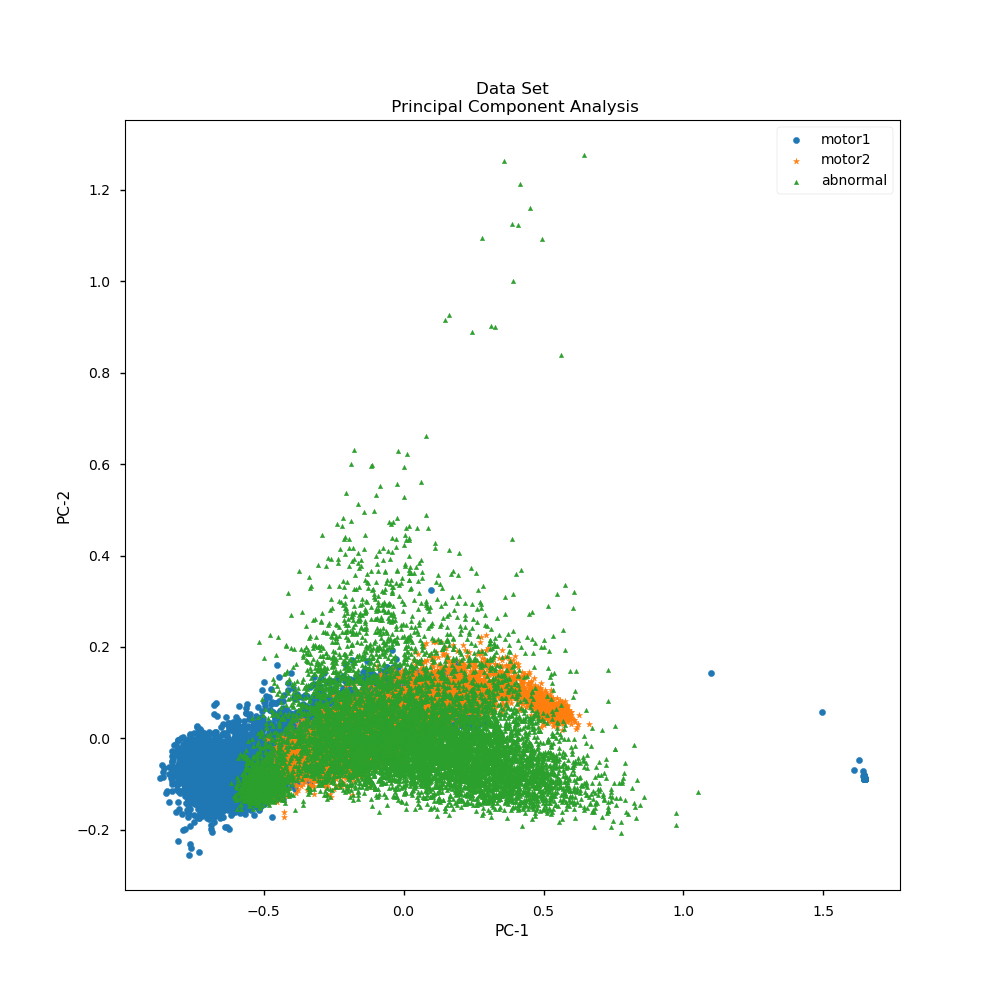 Data Set
Principal Component Analysis
motor1
motor2
abnormal
1.2
1.0
0.8
0.6
0.4
0.2
0.0
−0.2
PC-2
−0.5
0.0
0.5
1.0
1.5
PC-1